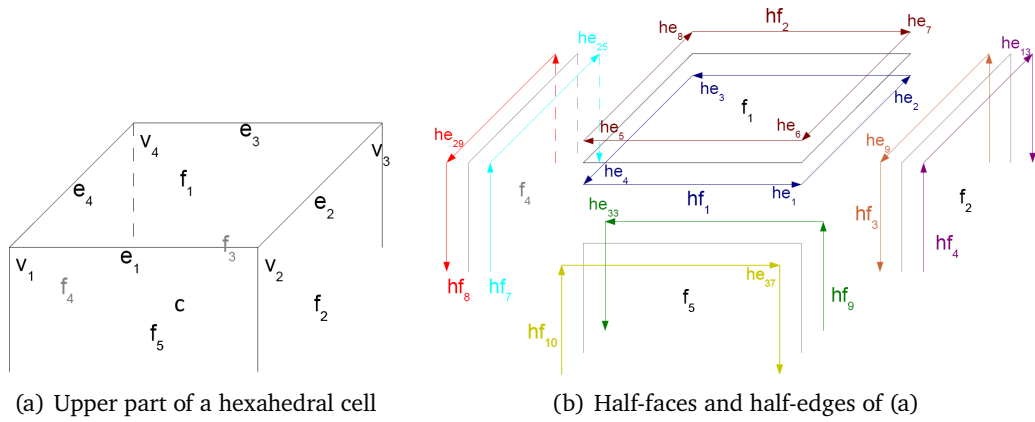 v₄
e₃
v₃
e₄
f₁
e₂
v₁
e₁
f₃
v₂
f₄
c
f₅
f₂
(a) Upper part of a hexahedral cell
hf₂
he₈
he₇
he₂₅
he₁₃
he₃
f₁
he₂
he₂₉
he₅
he₆
he₉
he₄
f₄
hf₁
he₁
f₂
he₃₃
hf₃
hf₄
hf₈
hf₇
he₃₇
f₅
hf₉
hf₁₀
(b) Half-faces and half-edges of (a)